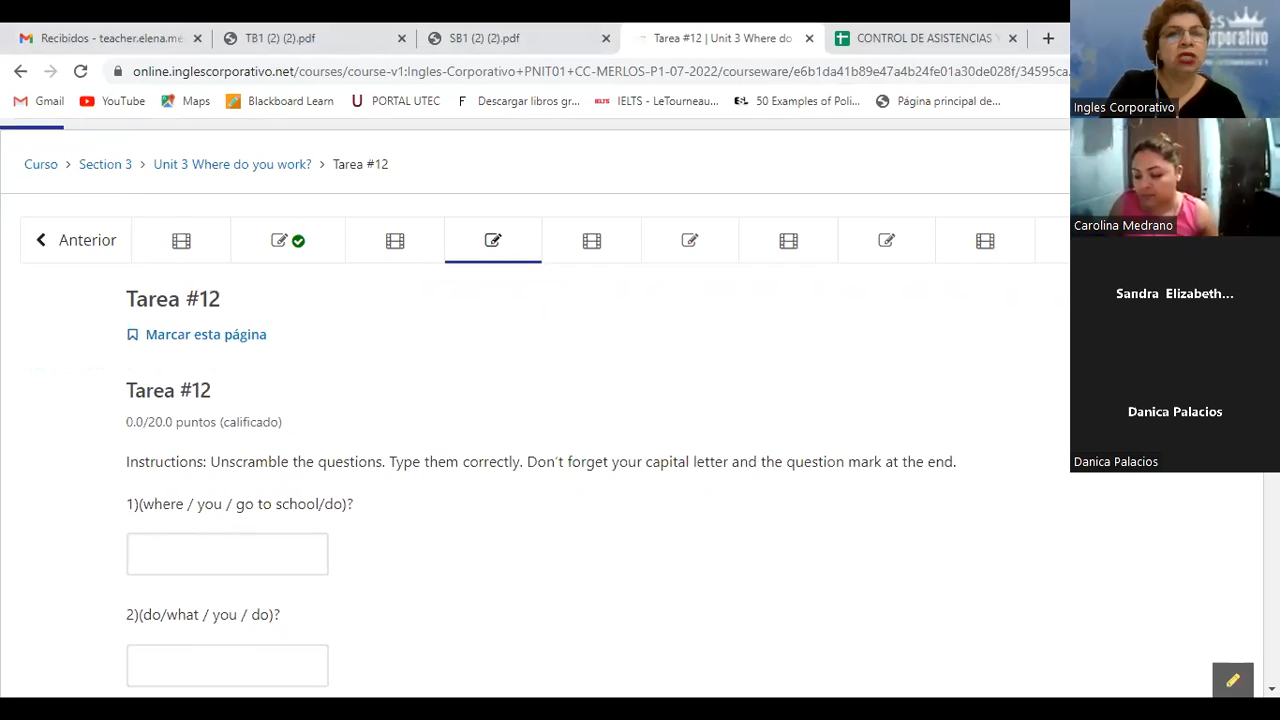 Recibidos - teacher.elena.me
TB1 (2) (2).pdf
SB1 (3) (6).pdf
Tarea #12 | Unit 3 Where do
CONTROL DE ASISTENCIAS Y
online.inglescorporativo.net/courses/course-v1:Ingles-Corporativo+PNIT01+CC-MERLOS-P1-07-2022/courseware/e6b1da41b89e47a4b24fe01a30de028f/34595ca.
Gmail
YouTube
Maps
Blackboard Learn
PORTAL UTEC
Descargar libros gr...
IELTS - LeTourneau...
50 Examples of Poli...
Página principal de...
Curso > Section 3 > Unit 3 Where do you work? > Tarea #12
Anterior
Tarea #12
Marcar esta página
Tarea #12
0.0/20.0 puntos (calificado)
Instructions: Unscramble the questions. Type them correctly. Don´t forget your capital letter and the question mark at the end.
1)(where / you / go to school/do)?
2)(do/what / you / do)?
Ingles Corporativo
Carolina Medrano
Sandra Elizabeth...
Danica Palacios
Danica Palacios